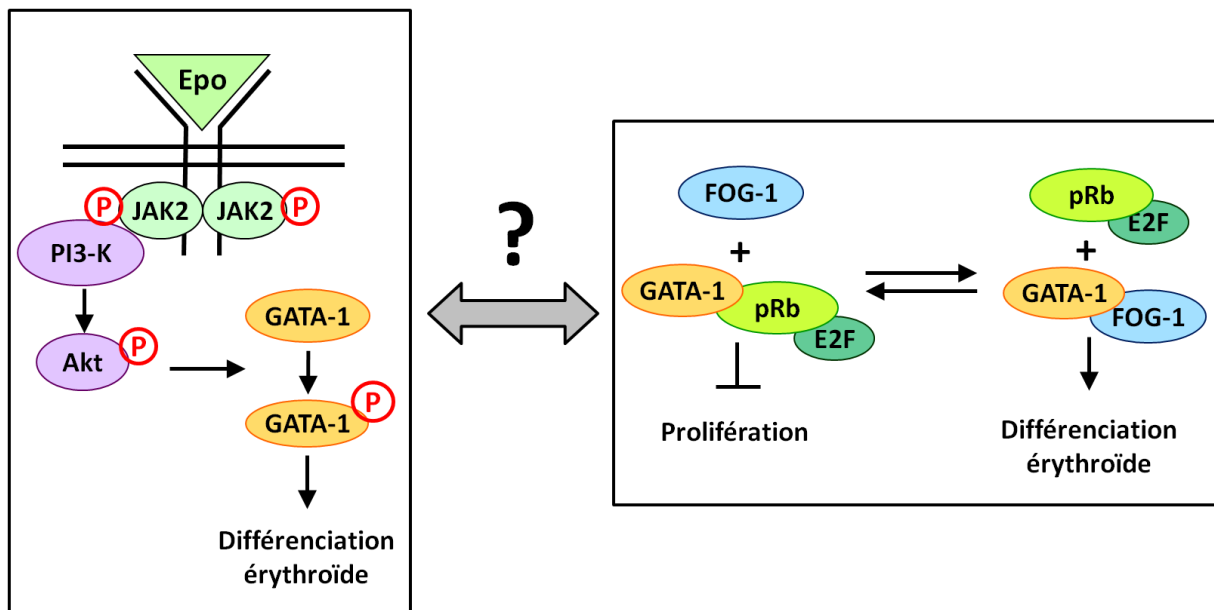 Epo
P
JAK2
JAK2
P
PI3-K
Akt
P
GATA-1
GATA-1
P
Différenciation
érythroïde
?
FOG-1
+
GATA-1
pRb
E2F
Prolifération
pRb
E2F
+
GATA-1
FOG-1
Différenciation
érythroïde